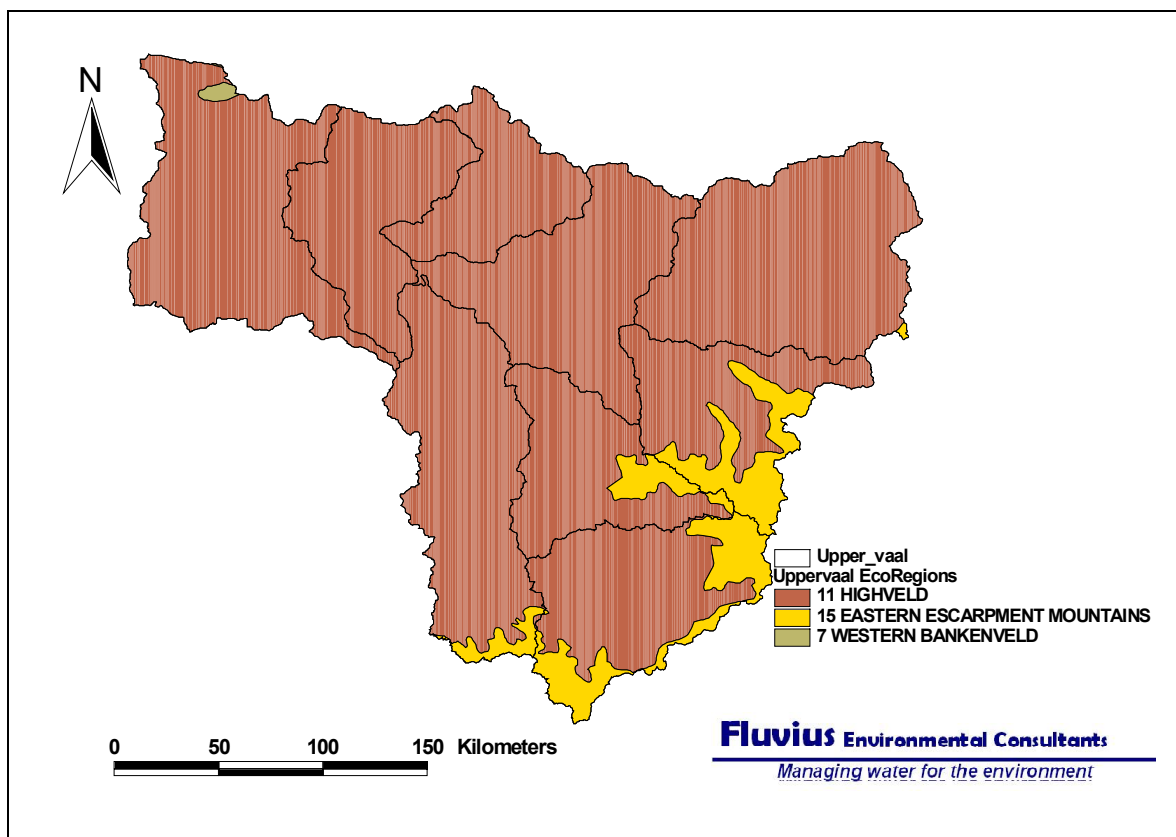 N
Upper_vaal
Uppervaal EcoRegions
11 HIGHVELD
15 EASTERN ESCARPMENT MOUNTAINS
7 WESTERN BANKENVELD
0 50 100 150 Kilometers
Fluvius Environmental Consultants
Managing water for the environment